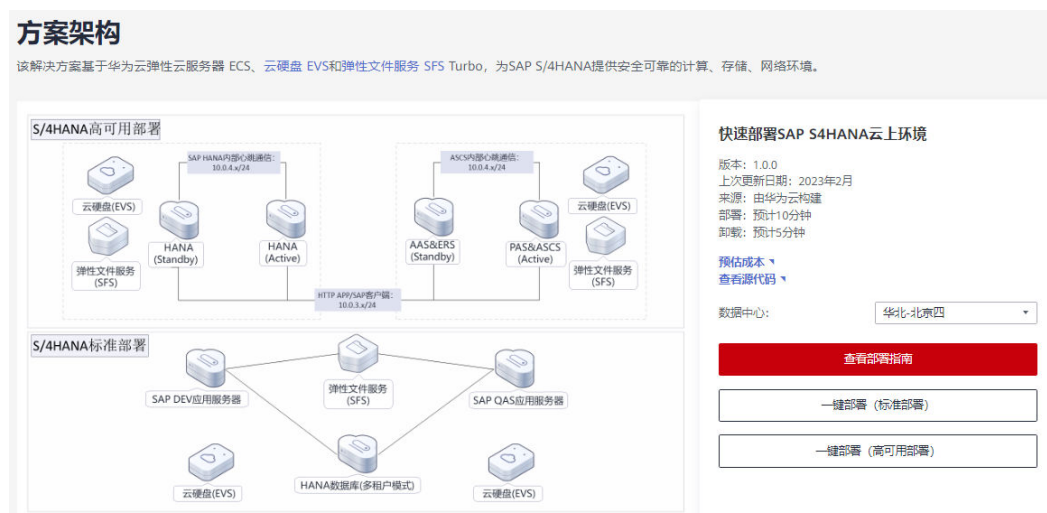 方案架构
该解决方案基于华为云弹性云服务器 ECS、云硬盘 EVS和弹性文件服务 SFS Turbo，为SAP S/4HANA提供安全可靠的计算、存储、网络环境。
S/4HANA高可用部署
SAP HANA内部心跳通信:
10.0.4.x/24
ASCS内部心跳通信:
10.0.4.x/24
云硬盘(EVS)
云硬盘(EVS)
HANA
(Standby)
HANA
(Active)
AAS&ERS
(Standby)
PAS&ASCS
(Active)
弹性文件服务
(SFS)
弹性文件服务
(SFS)
HTTP APP/SAP客户端:
10.0.3.x/24
S/4HANA标准部署
弹性文件服务
(SFS)
SAP DEV应用服务器
SAP QAS应用服务器
云硬盘(EVS)
HANA数据库(多租户模式)
云硬盘(EVS)
快速部署SAP S4HANA云上环境
版本：1.0.0
上次更新日期：2023年2月
来源：由华为云构建
部署：预计10分钟
卸载：预计5分钟
预估成本
查看源代码
数据中心:
华北-北京四
查看部署指南
一键部署（标准部署）
一键部署（高可用部署）